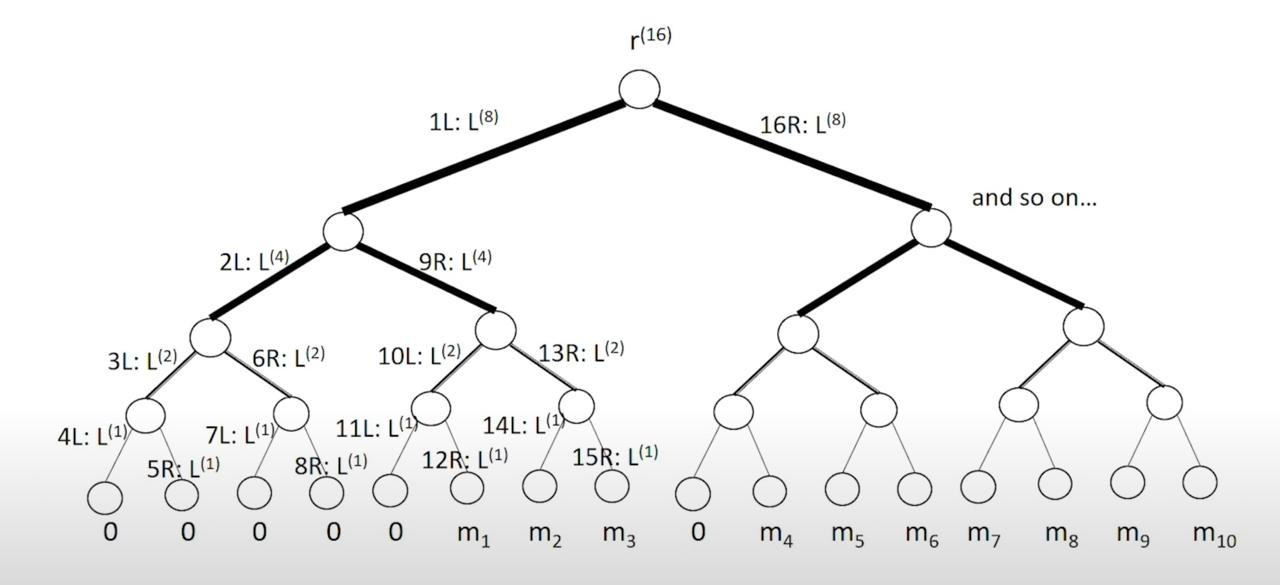 r⁽¹⁶⁾
1L: L⁽⁸⁾ 16R: L⁽⁸⁾
and so on...
2L: L⁽⁴⁾ 9R: L⁽⁴⁾
3L: L⁽²⁾ 6R: L⁽²⁾ 10L: L⁽²⁾ 13R: L⁽²⁾
4L: L⁽¹⁾ 7L: L⁽¹⁾ 11L: L⁽¹⁾ 14L: L⁽¹⁾
5R: L⁽¹⁾ 8R: L⁽¹⁾ 12R: L⁽¹⁾ 15R: L⁽¹⁾
0 0 0 0 0 m₁ m₂ m₃ 0 m₄ m₅ m₆ m₇ m₈ m₉ m₁₀